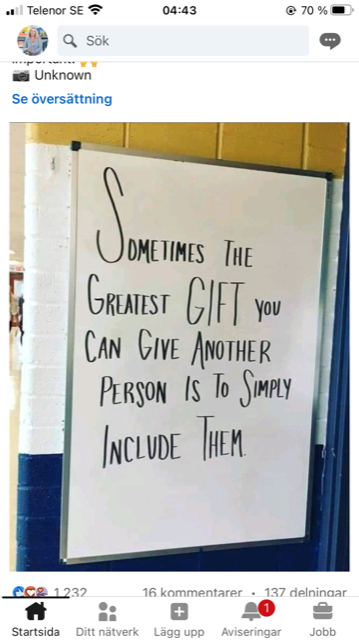 Telenor SE
04:43
70 %
Sök
Unknown
Se översättning
SOMETIMES THE
GREATEST GIFT YOU
CAN GIVE ANOTHER
PERSON IS TO SIMPLY
INCLUDE THEM.
1 232
16 kommentarer • 137 delningar
1
Startsida
Ditt nätverk
Lägg upp
Aviseringar
Jobb